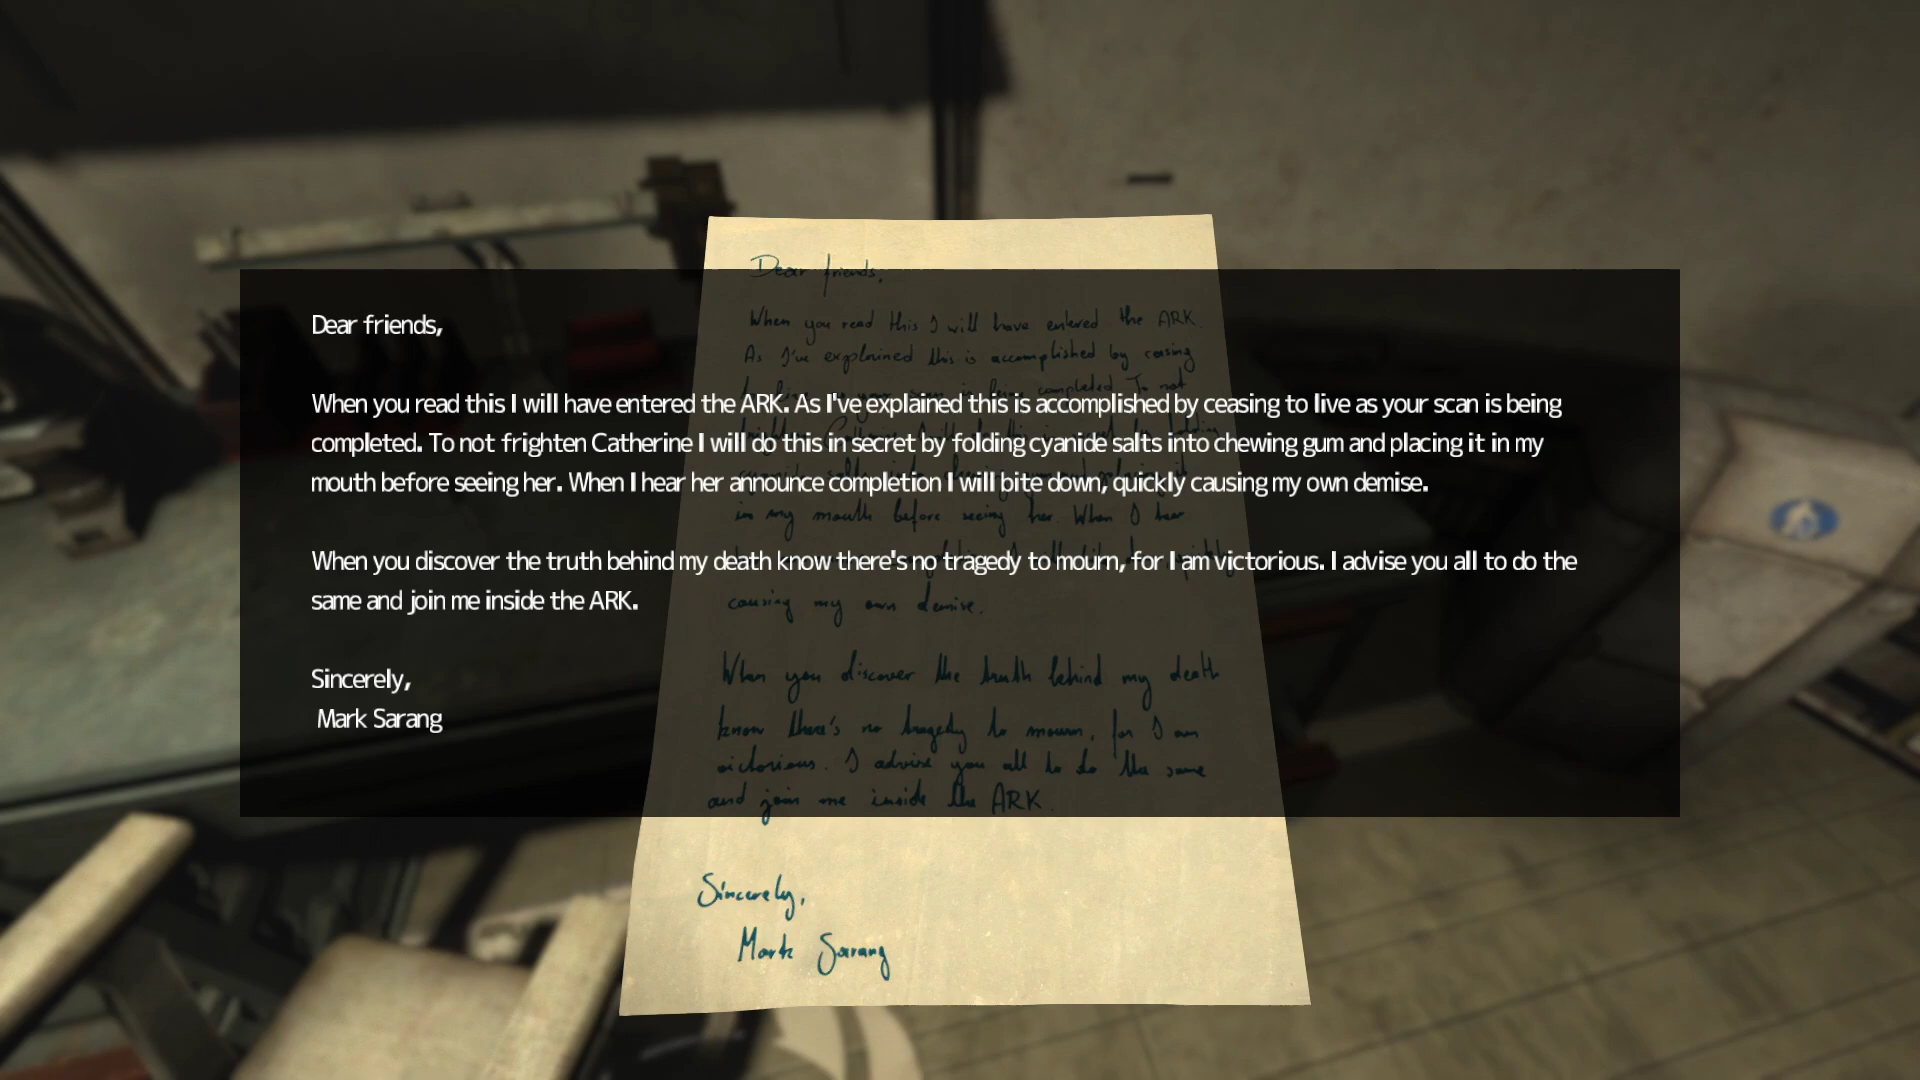 Dear friends,
When you read this I will have entered the ARK. As I've explained this is accomplished by ceasing to live as your scan is being
completed. To not frighten Catherine I will do this in secret by folding cyanide salts into chewing gum and placing it in my
mouth before seeing her. When I hear her announce completion I will bite down, quickly causing my own demise.
When you discover the truth behind my death know there's no tragedy to mourn, for I am victorious. I advise you all to do the
same and join me inside the ARK.
Sincerely,
Mark Sarang
Dear friends,
When you read this I will have entered the ARK.
As I've explained this is accomplished by ceasing
completed. To not
in my mouth before seeing her. When I hear
causing my own demise.
When you discover the truth behind my death
know there's no tragedy to mourn, for I am
victorious. I advise you all to do the same
and join me inside the ARK.
Sincerely,
Mark Sarang